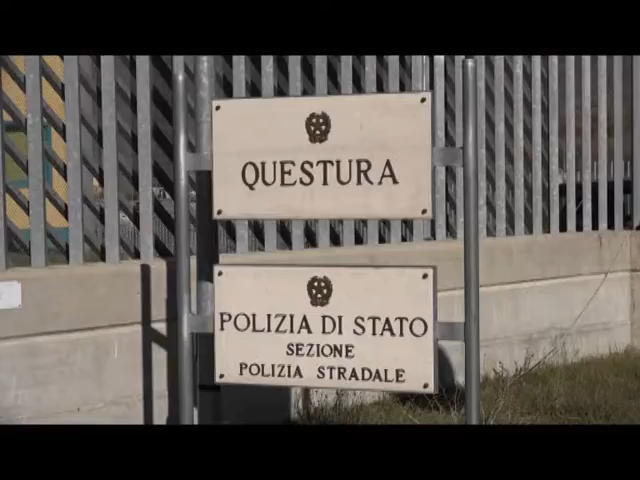 QUESTURA
POLIZIA DI STATO
SEZIONE
POLIZIA STRADALE